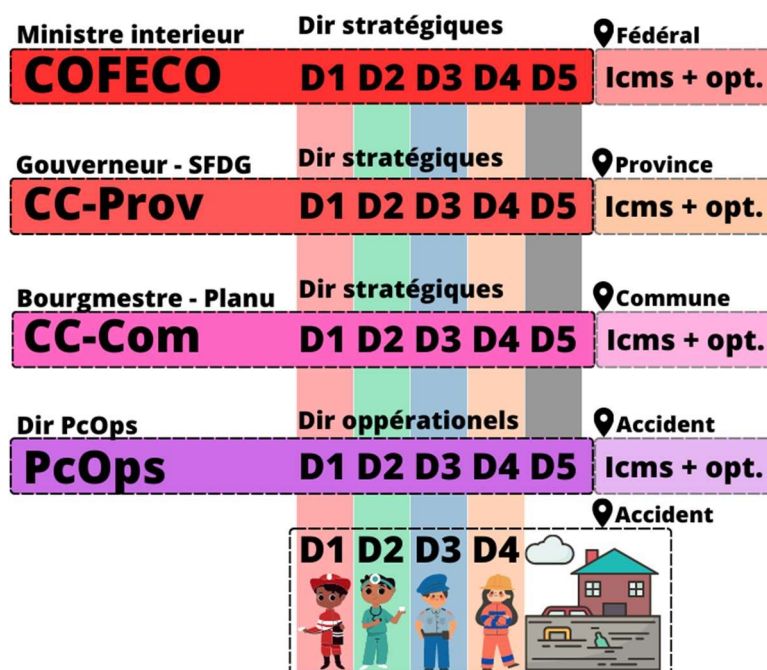 Ministre interieur Dir stratégiques Fédéral
COFECO D1 D2 D3 D4 D5 Icms + opt.
Gouverneur - SFDG Dir stratégiques Province
CC-Prov D1 D2 D3 D4 D5 Icms + opt.
Bourgmestre - Planu Dir stratégiques Commune
CC-Com D1 D2 D3 D4 D5 Icms + opt.
Dir PcOps Dir oppérationels Accident
PcOps D1 D2 D3 D4 D5 Icms + opt.
Accident
D1 D2 D3 D4